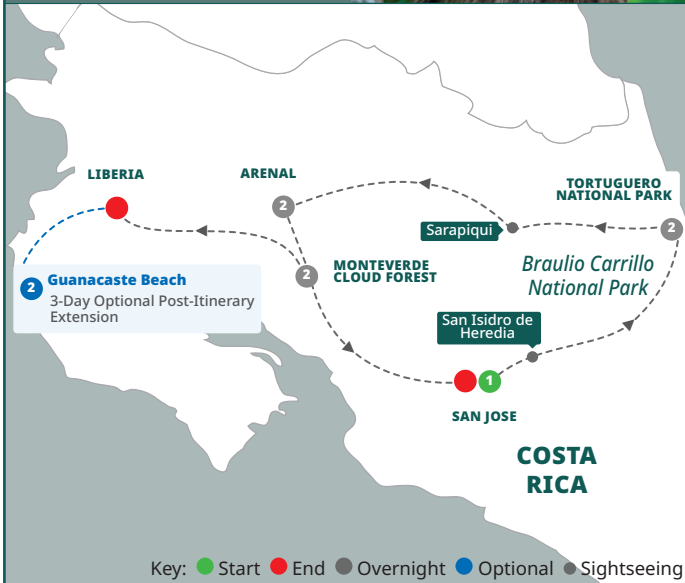 LIBERIA
ARENAL
2
TORTUGUERO
NATIONAL PARK
2
Sarapiqui
2
MONTEVERDE
CLOUD FOREST
Braulio Carrillo
National Park
2
Guanacaste Beach
3-Day Optional Post-Itinerary
Extension
San Isidro de
Heredia
1
SAN JOSE
COSTA
RICA
Key: Start End Overnight Optional Sightseeing